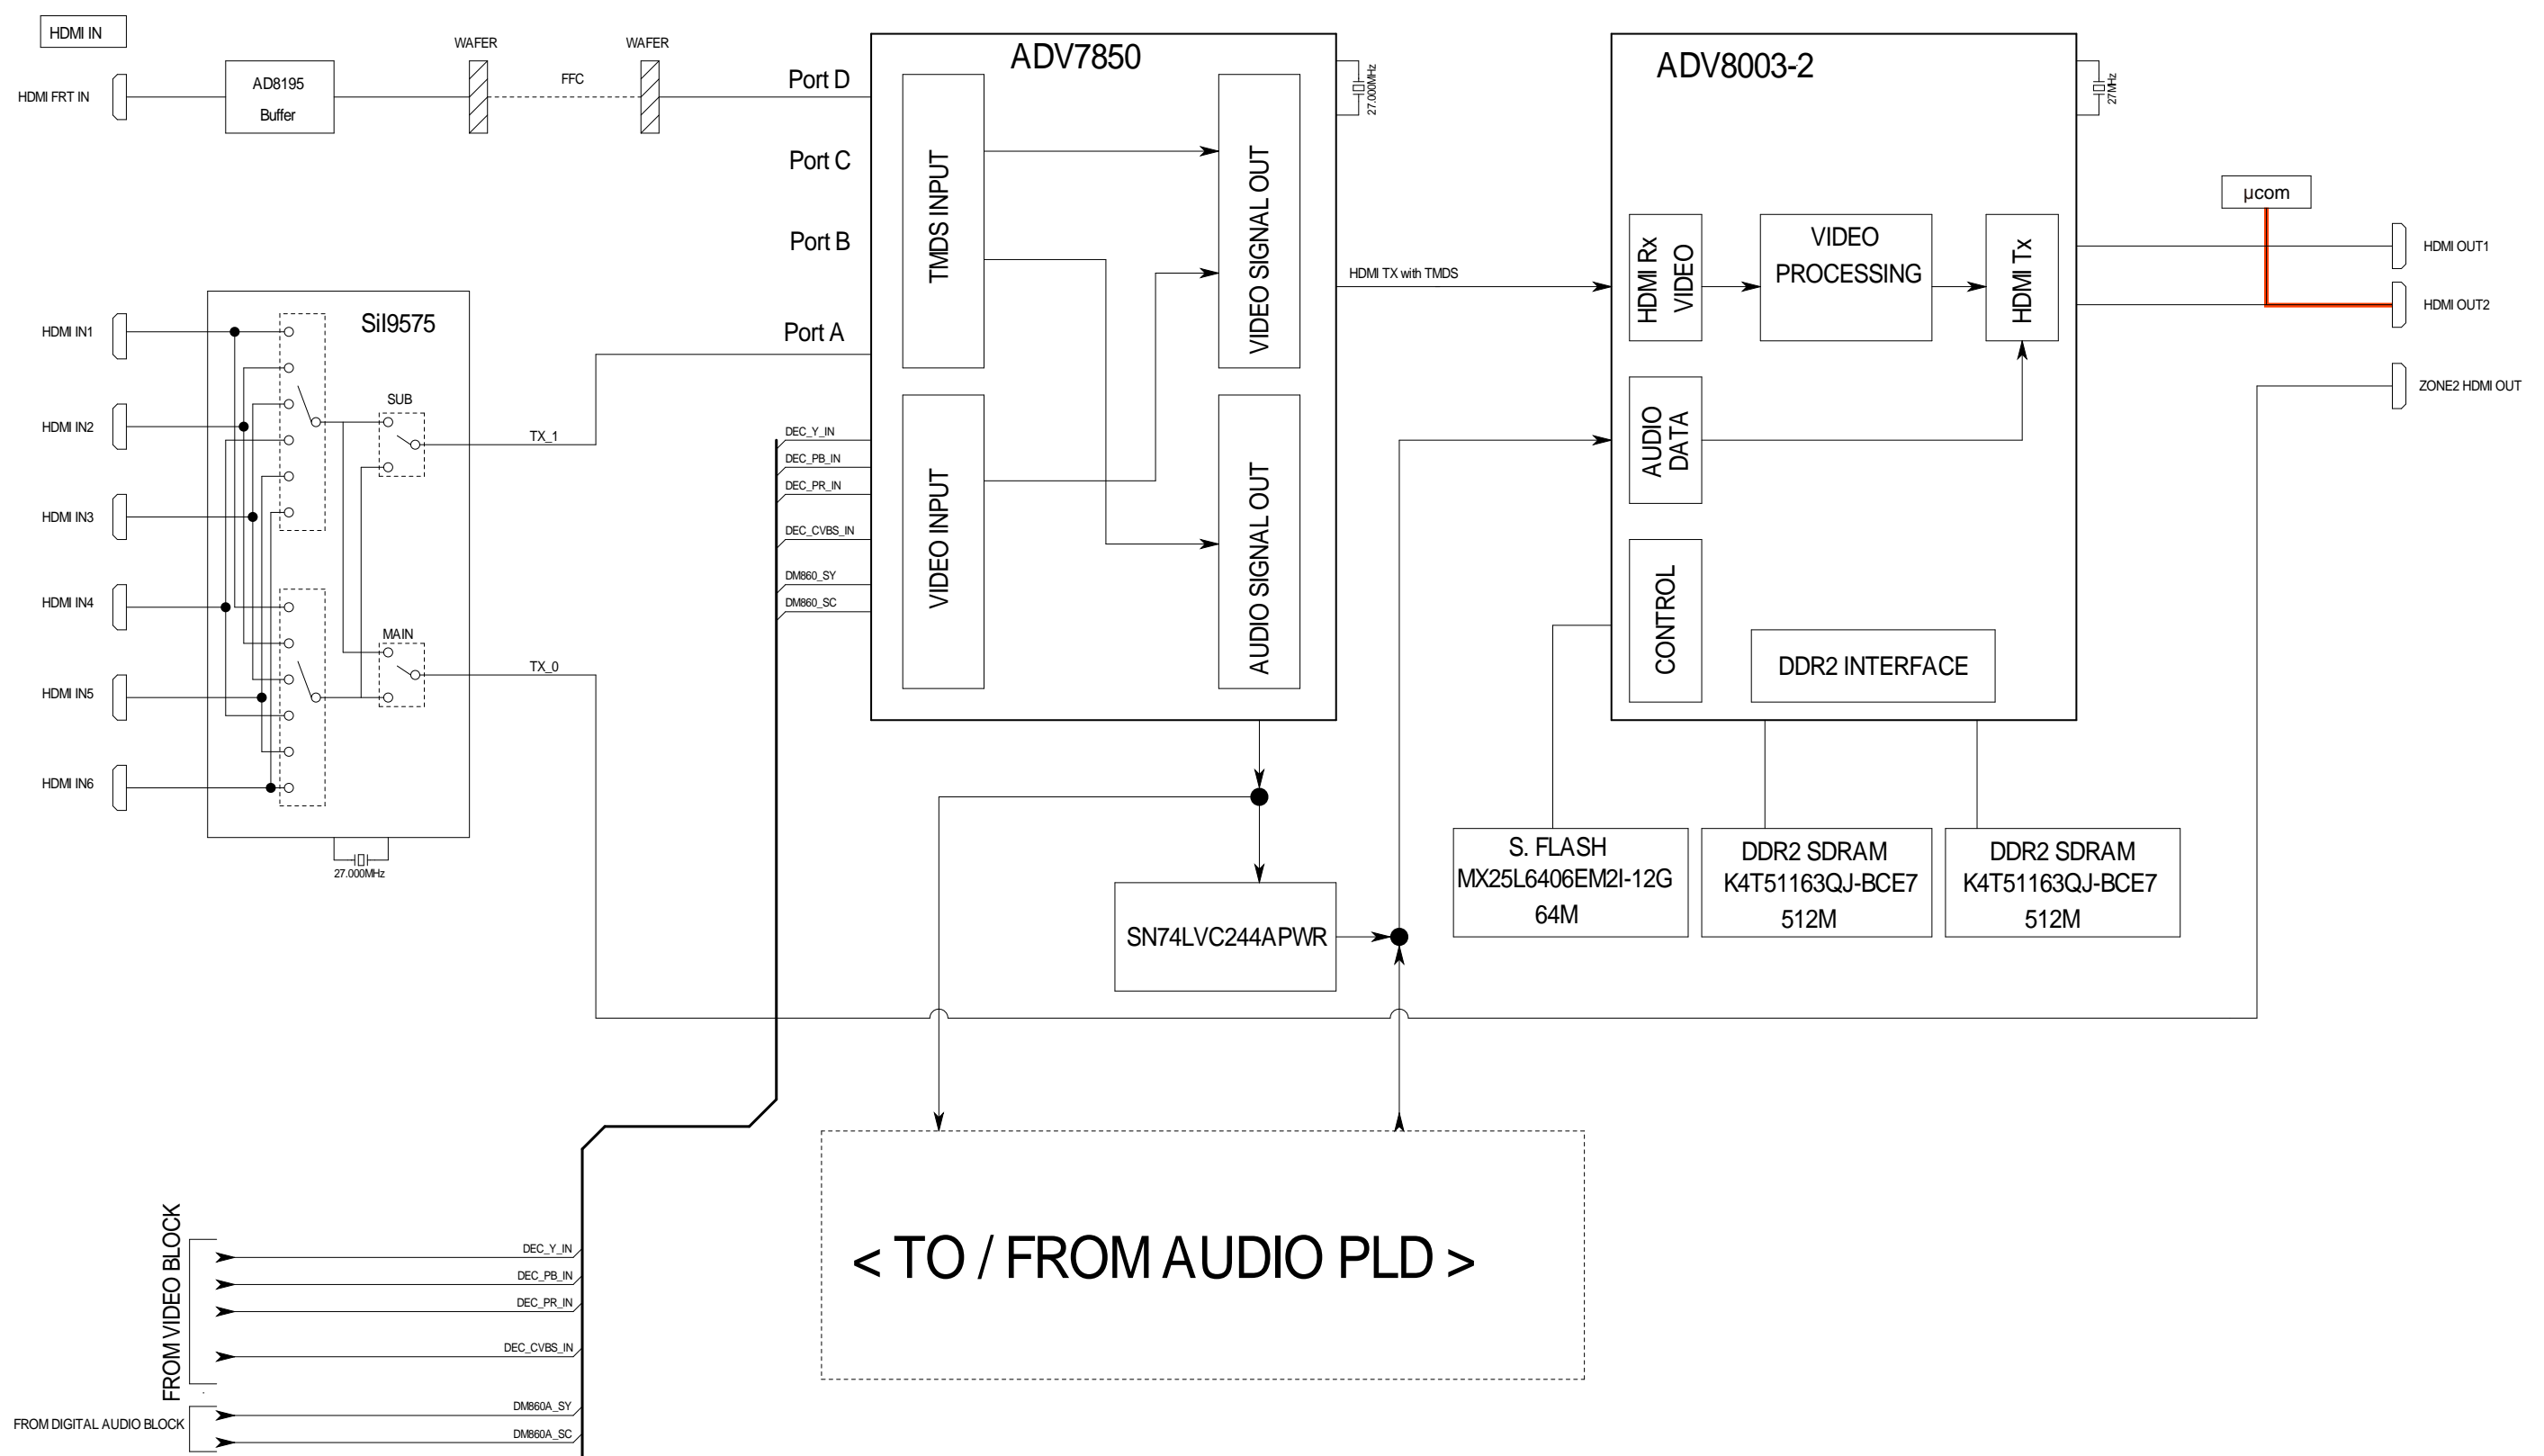 HDMI IN
HDMI FRT IN
AD8195
Buffer
WAFER
FFC
WAFER
Port D
Port C
Port B
Port A
ADV7850
TMDS INPUT
VIDEO SIGNAL OUT
VIDEO INPUT
AUDIO SIGNAL OUT
27.000MHz
HDMI TX with TMDS
ADV8003-2
27MHz
HDMI Rx
VIDEO
VIDEO
PROCESSING
HDMI Tx
AUDIO
DATA
CONTROL
DDR2 INTERFACE
µcom
HDMI OUT1
HDMI OUT2
ZONE2 HDMI OUT
HDMI IN1
HDMI IN2
HDMI IN3
HDMI IN4
HDMI IN5
HDMI IN6
SiI9575
SUB
MAIN
TX_1
TX_0
27.000MHz
DEC_Y_IN
DEC_PB_IN
DEC_PR_IN
DEC_CVBS_IN
DM860_SY
DM860_SC
SN74LVC244APWR
S. FLASH
MX25L6406EM2I-12G
64M
DDR2 SDRAM
K4T51163QJ-BCE7
512M
DDR2 SDRAM
K4T51163QJ-BCE7
512M
< TO / FROM AUDIO PLD >
FROM VIDEO BLOCK
DEC_Y_IN
DEC_PB_IN
DEC_PR_IN
DEC_CVBS_IN
FROM DIGITAL AUDIO BLOCK
DM860A_SY
DM860A_SC